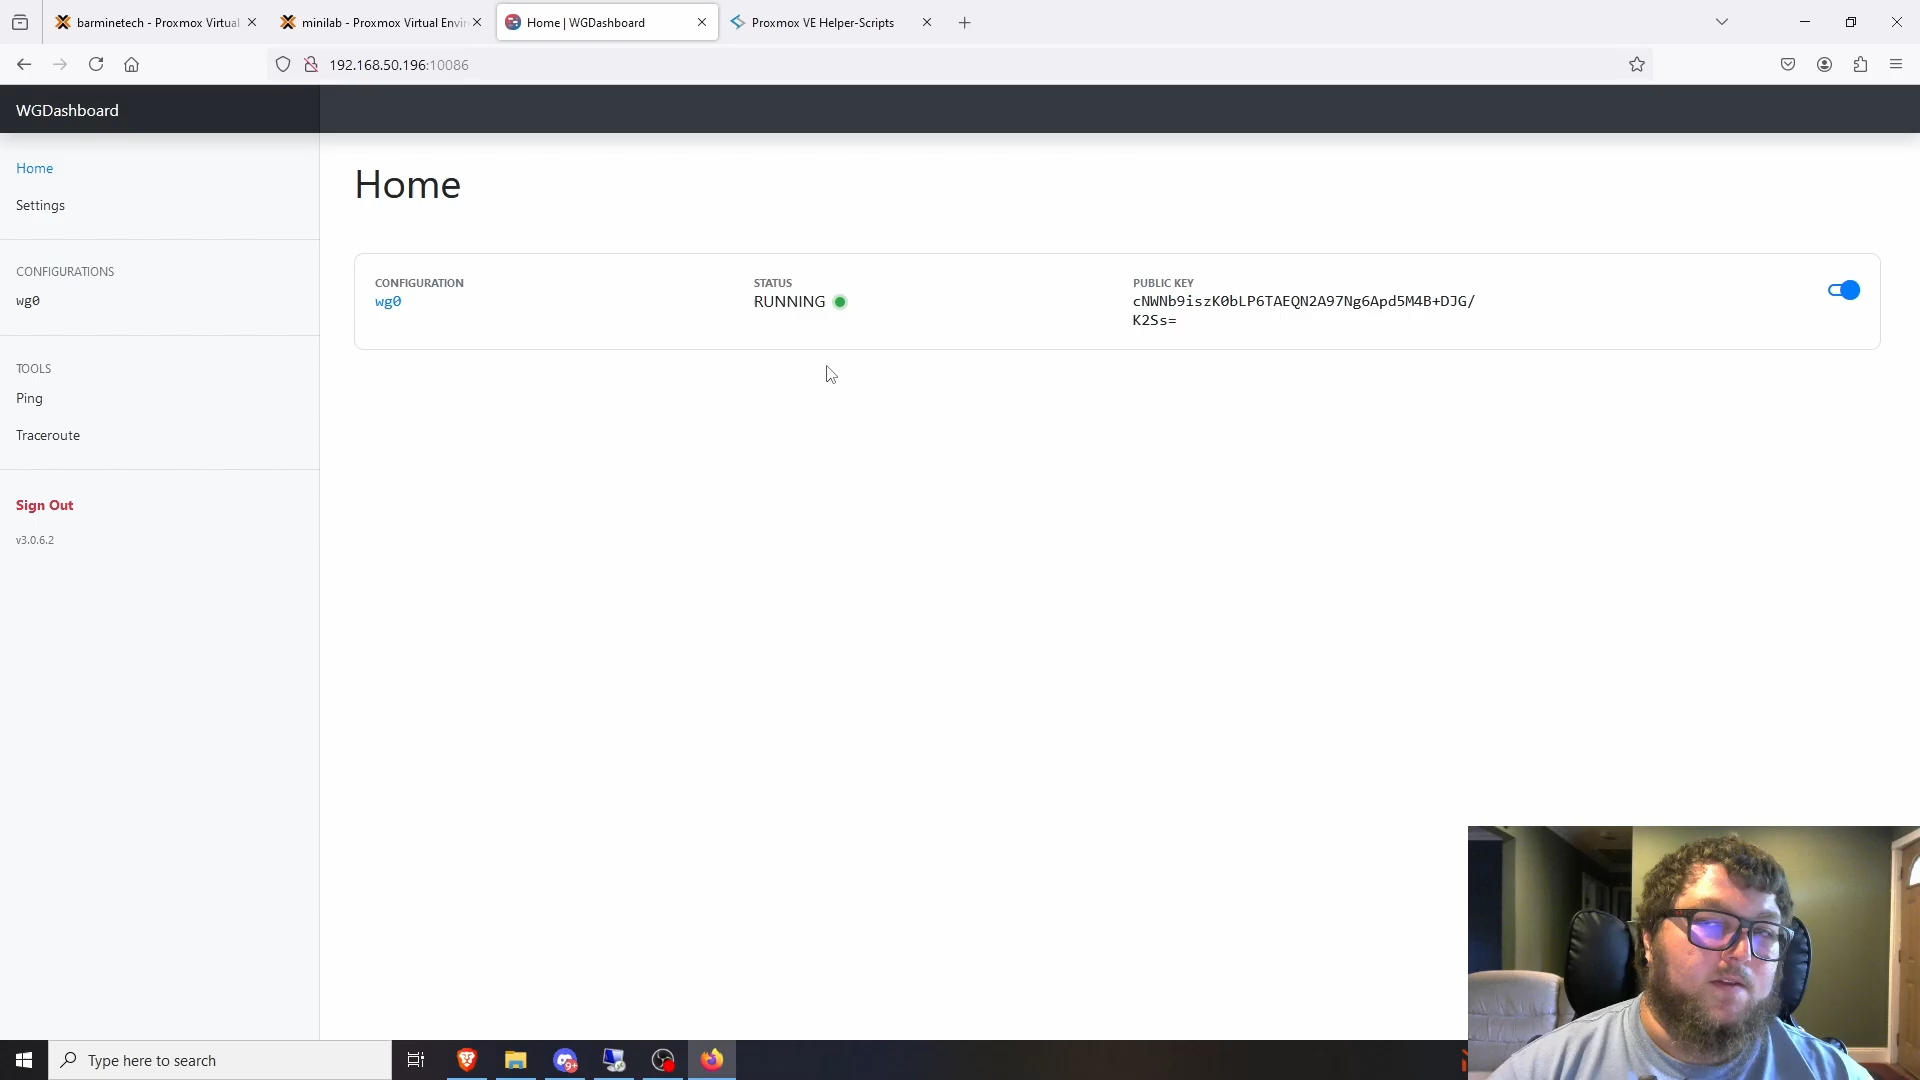 barminetech - Proxmox Virtual
minilab - Proxmox Virtual Envir
Home | WGDashboard
Proxmox VE Helper-Scripts
192.168.50.196:10086
WGDashboard
Home
Settings
CONFIGURATIONS
wg0
TOOLS
Ping
Traceroute
Sign Out
v3.0.6.2
Home
CONFIGURATION
wg0
STATUS
RUNNING
PUBLIC KEY
cNWNb9iszK0bLP6TAEQN2A97Ng6Apd5M4B+DJG/
K2Ss=
Type here to search
9+